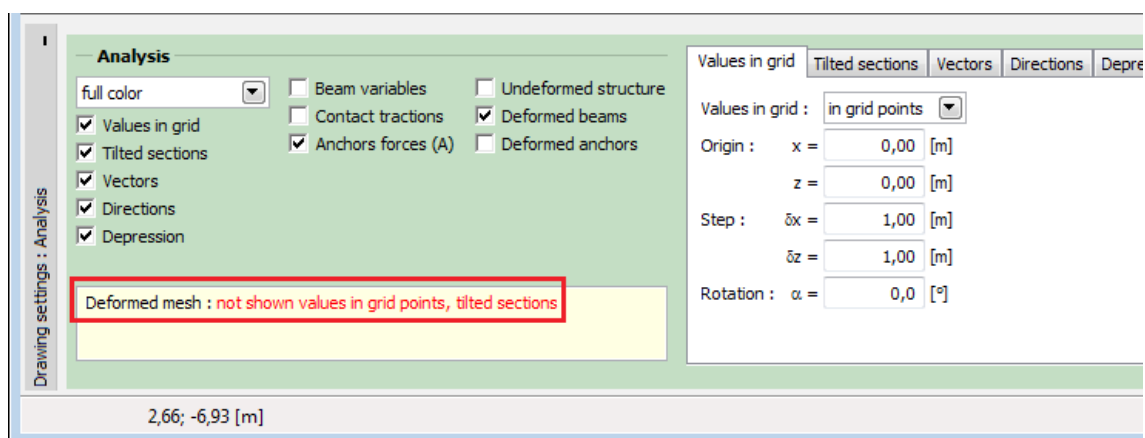 Analysis
full color
Values in grid
Tilted sections
Vectors
Directions
Depression
Beam variables
Contact tractions
Anchors forces (A)
Undeformed structure
Deformed beams
Deformed anchors
Deformed mesh : not shown values in grid points, tilted sections
Values in grid Tilted sections Vectors Directions Depre
Values in grid : in grid points
Origin : x = 0,00 [m]
z = 0,00 [m]
Step : δx = 1,00 [m]
δz = 1,00 [m]
Rotation : α = 0,0 [°]
Drawing settings : Analysis
2,66; -6,93 [m]